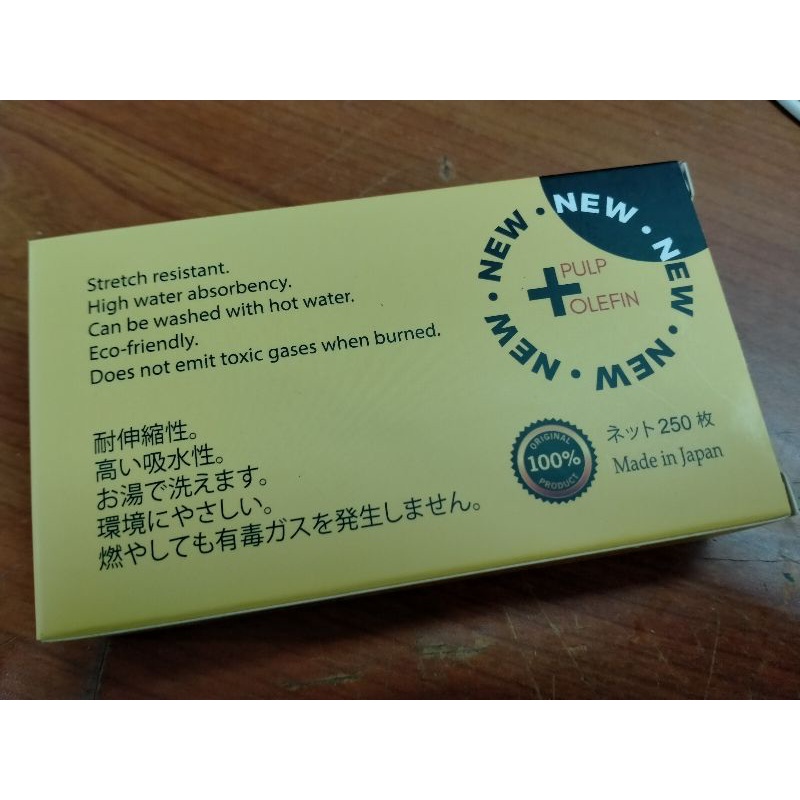 Stretch resistant.
High water absorbency.
Can be washed with hot water.
Eco-friendly.
Does not emit toxic gases when burned.
耐伸縮性。
高い吸水性。
お湯で洗えます。
環境にやさしい。
燃やしても有毒ガスを発生しません。
NEW • NEW • NEW • NEW • NEW • NEW •
PULP
+ OLEFIN
ORIGINAL
100%
PRODUCT
ネット250枚
Made in Japan